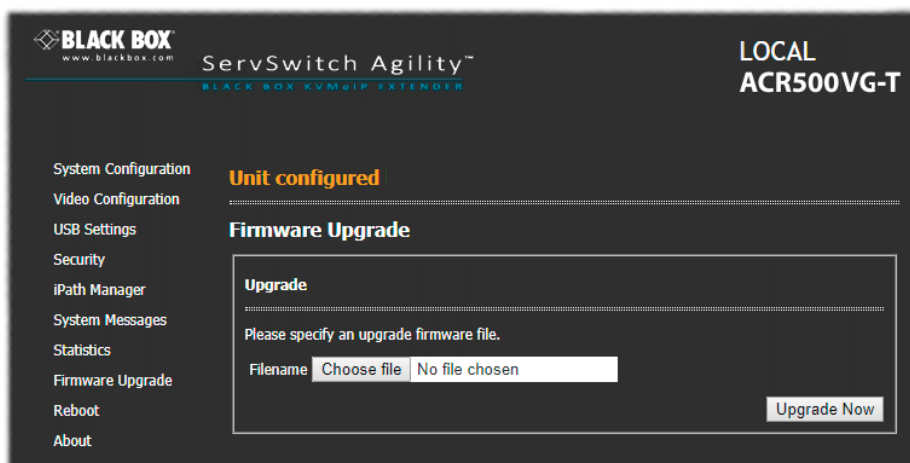 BLACK BOX
www.blackbox.com
ServSwitch Agility™
BLACK BOX KVMoIP EXTENDER
LOCAL
ACR500VG-T
System Configuration
Video Configuration
USB Settings
Security
iPath Manager
System Messages
Statistics
Firmware Upgrade
Reboot
About
Unit configured
Firmware Upgrade
Upgrade
Please specify an upgrade firmware file.
Filename Choose file No file chosen
Upgrade Now